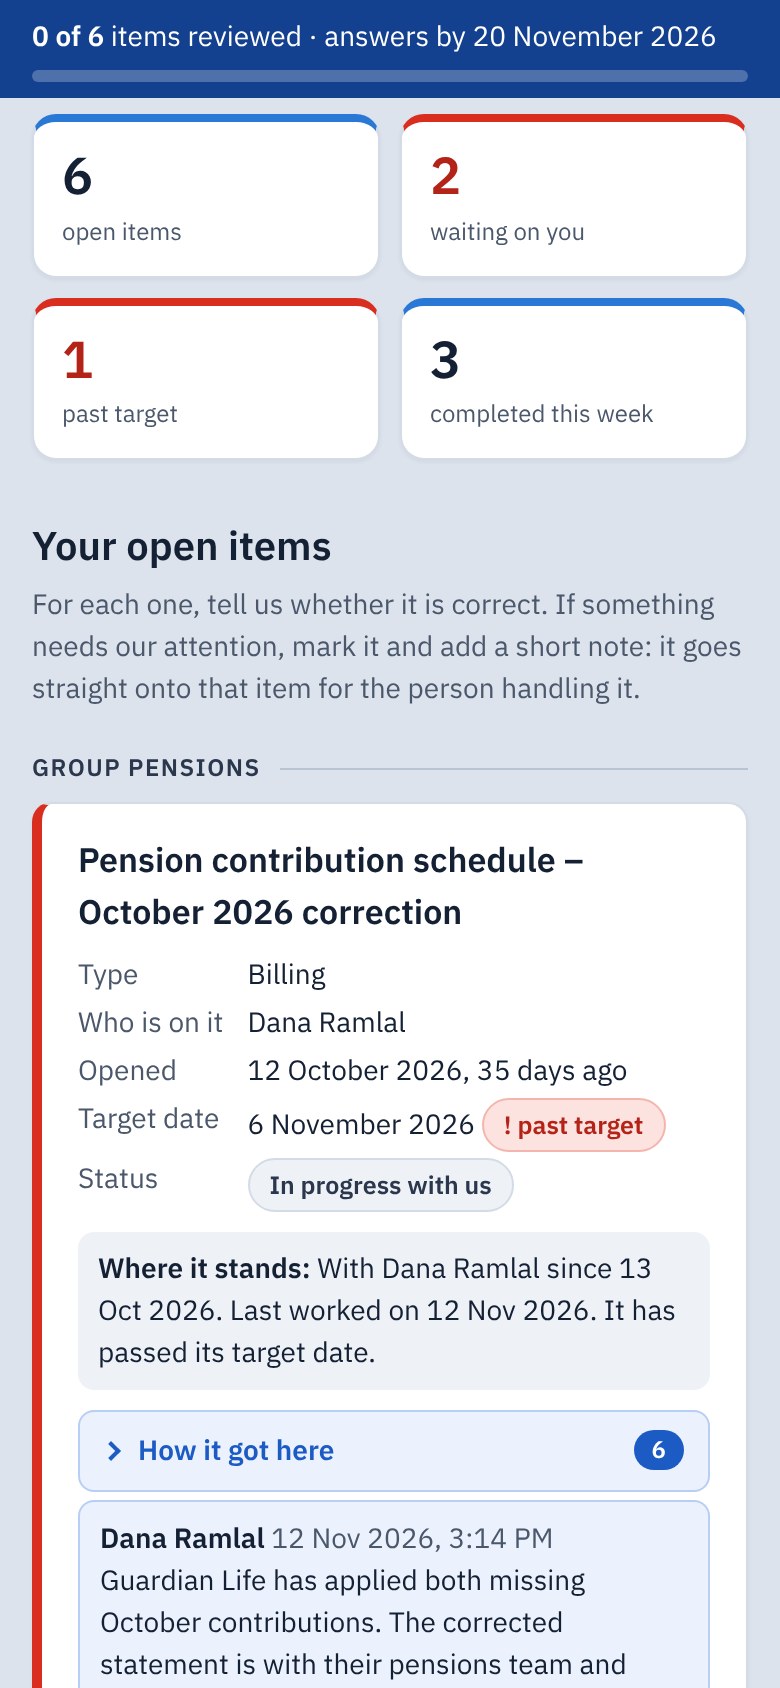 0 of 6 items reviewed · answers by 20 November 2026
6
open items
2
waiting on you
1
past target
3
completed this week
Your open items
For each one, tell us whether it is correct. If something
needs our attention, mark it and add a short note: it goes
straight onto that item for the person handling it.
GROUP PENSIONS
Pension contribution schedule –
October 2026 correction
Type Billing
Who is on it Dana Ramlal
Opened 12 October 2026, 35 days ago
Target date 6 November 2026 ! past target
Status In progress with us
Where it stands: With Dana Ramlal since 13
Oct 2026. Last worked on 12 Nov 2026. It has
passed its target date.
How it got here 6
Dana Ramlal 12 Nov 2026, 3:14 PM
Guardian Life has applied both missing
October contributions. The corrected
statement is with their pensions team and